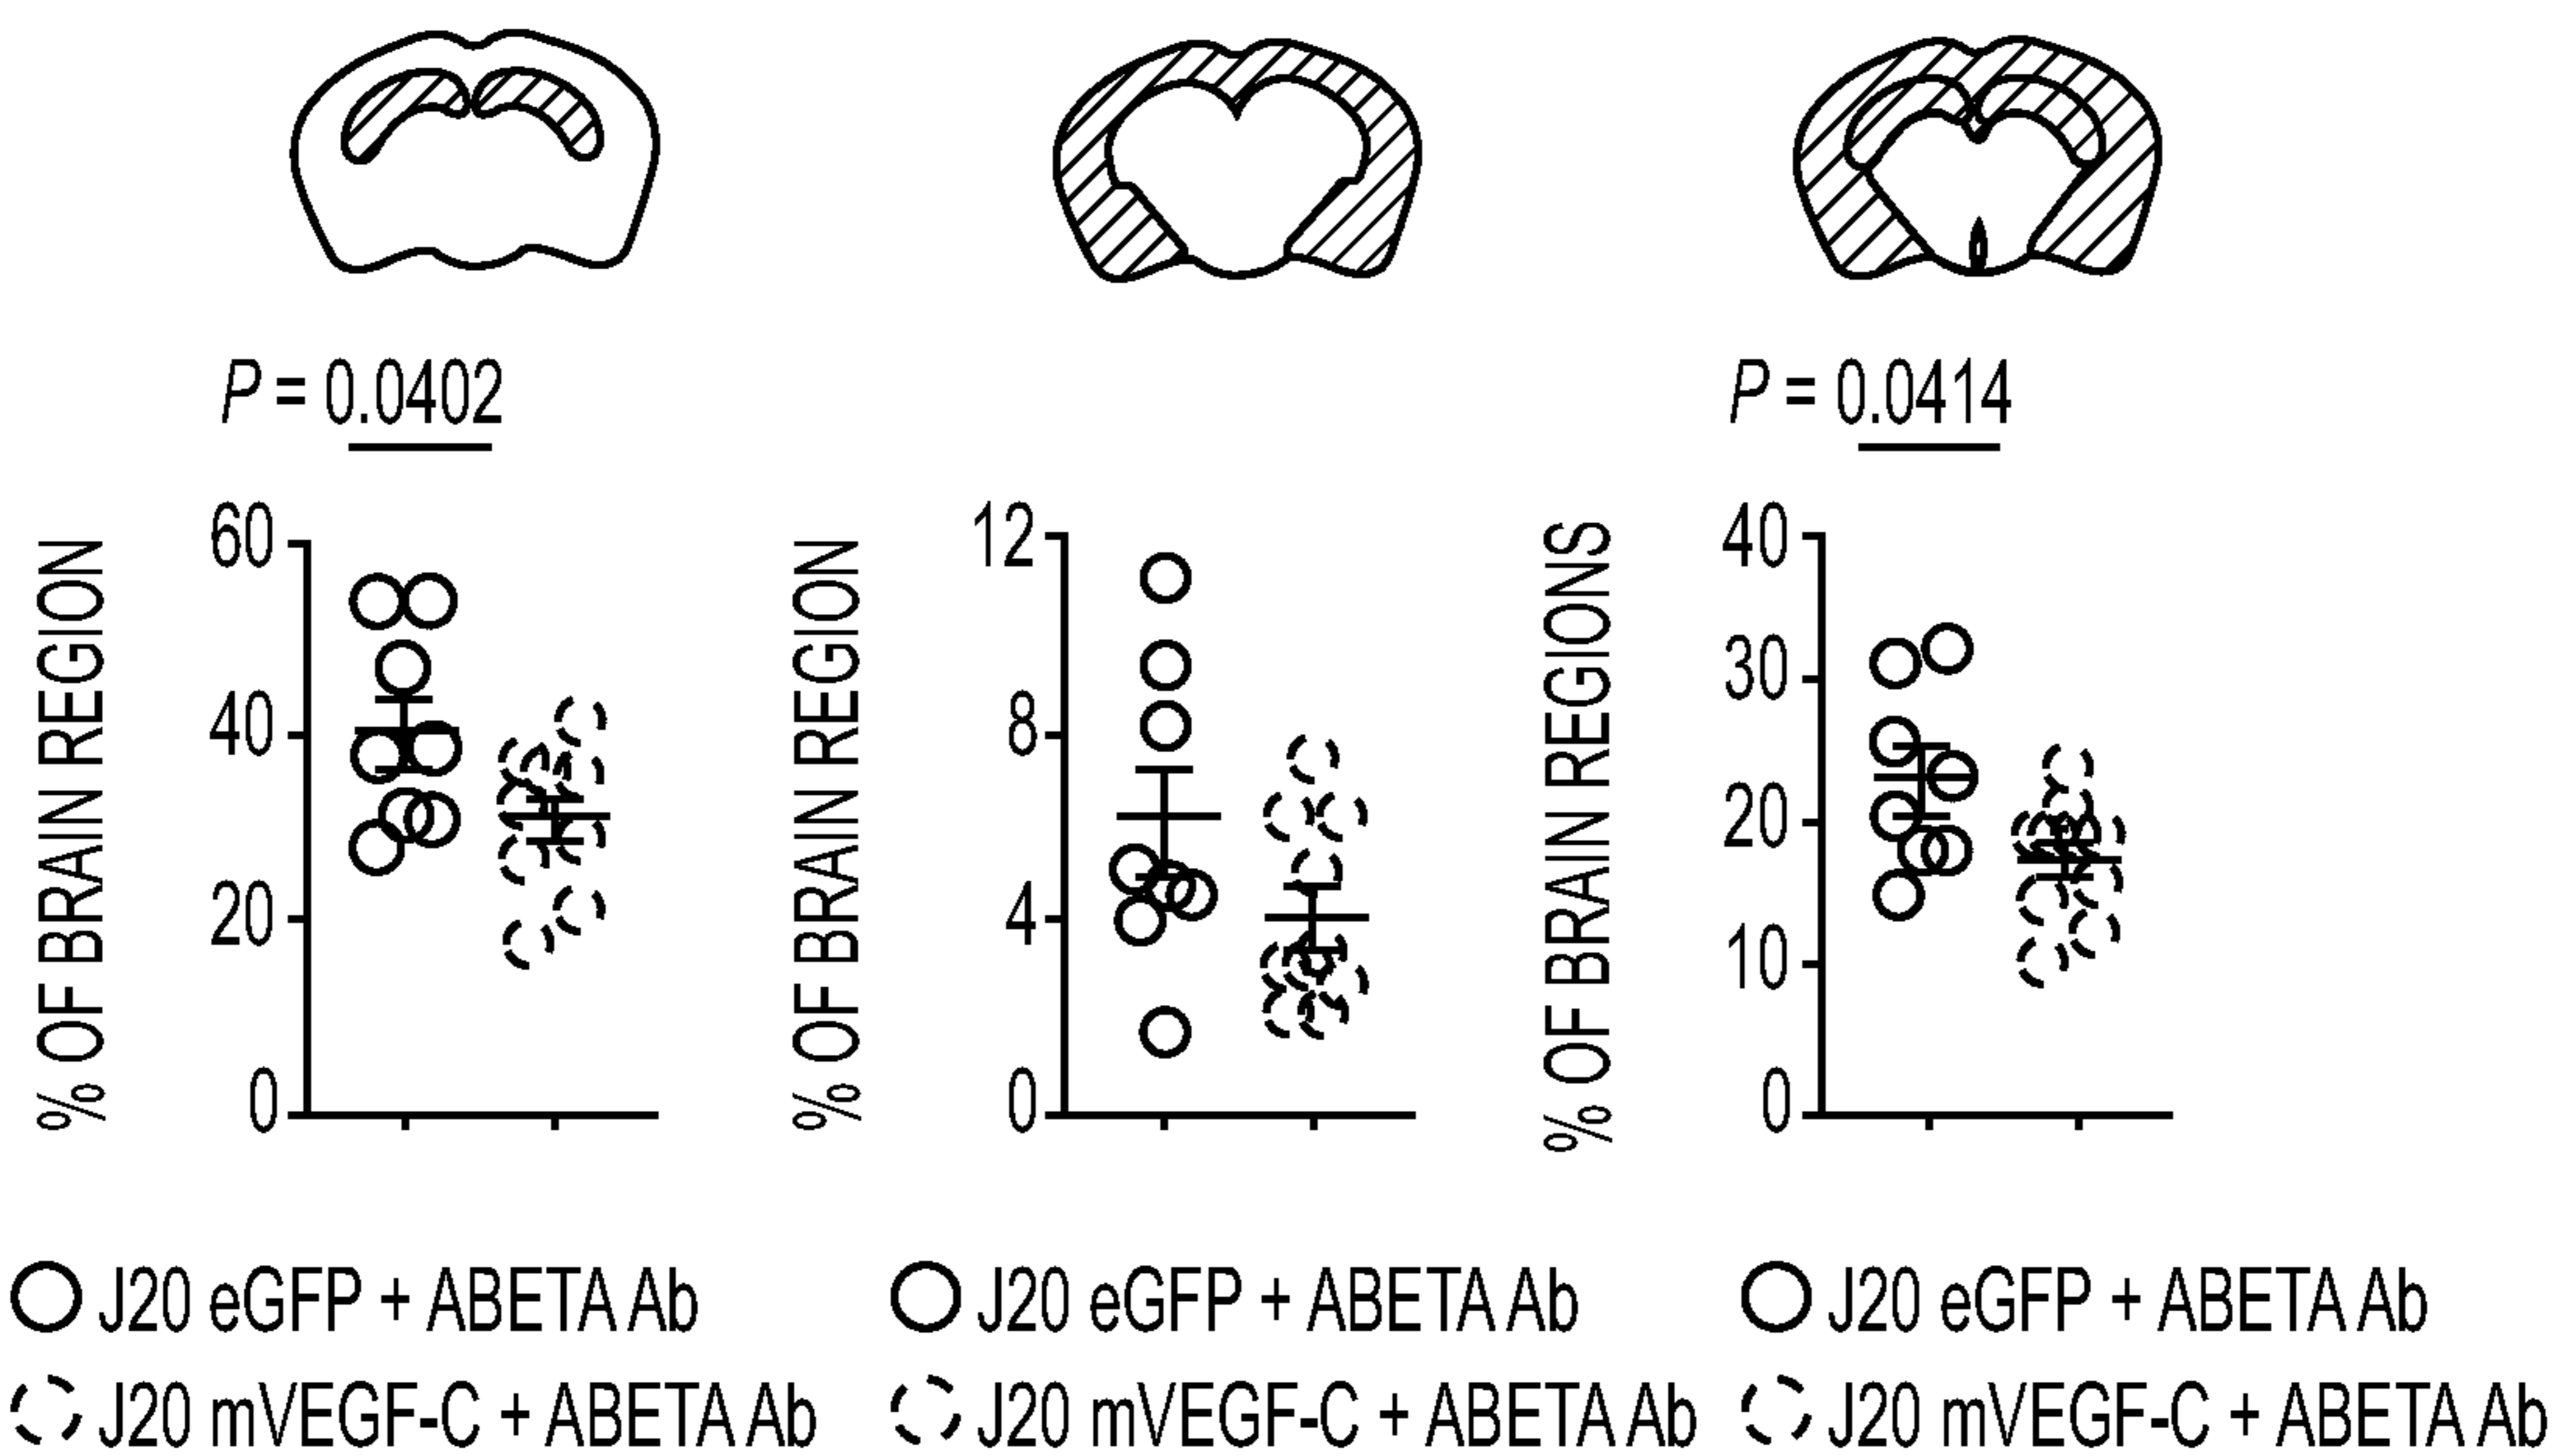 P = 0.0402
% OF BRAIN REGION
60
40
20
0
% OF BRAIN REGION
12
8
4
0
P = 0.0414
% OF BRAIN REGIONS
40
30
20
10
0
J20 eGFP + ABETA Ab
J20 mVEGF-C + ABETA Ab
J20 eGFP + ABETA Ab
J20 mVEGF-C + ABETA Ab
J20 eGFP + ABETA Ab
J20 mVEGF-C + ABETA Ab